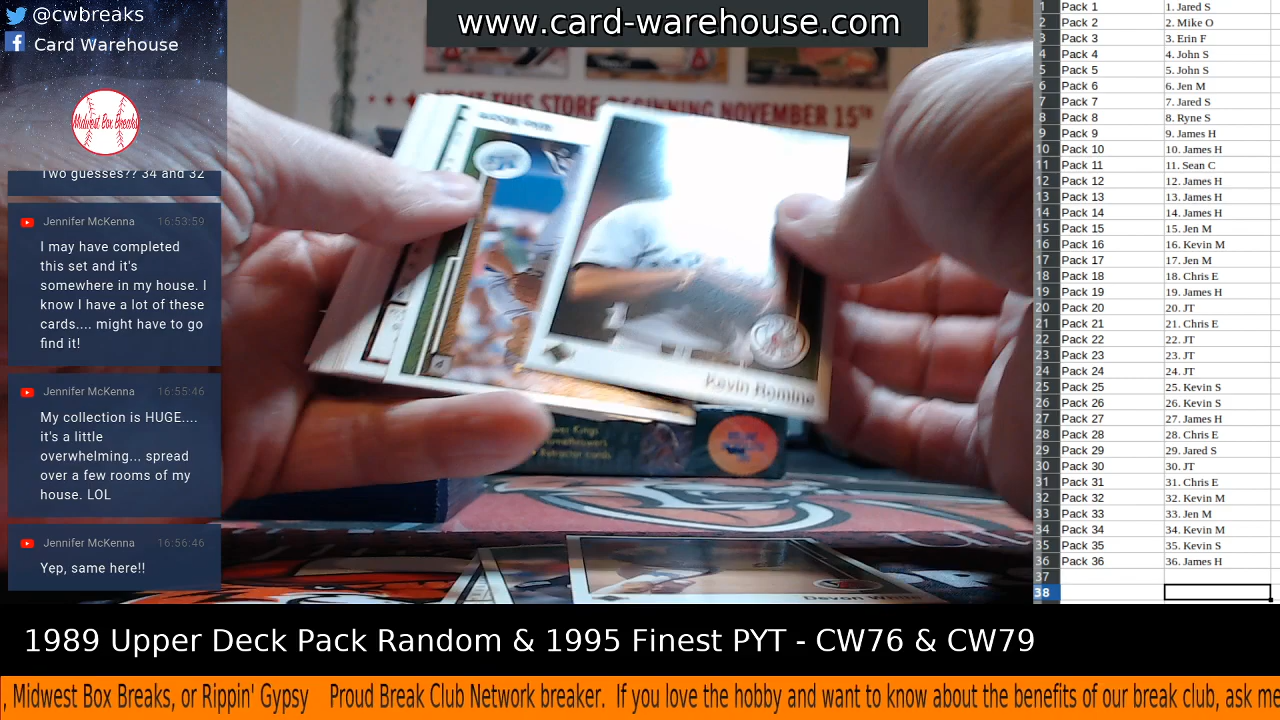 @cwbreaks
Card Warehouse
Midwest Box Breaks
Two guesses?? 34 and 32
Jennifer McKenna 16:53:59
I may have completed
this set and it's
somewhere in my house. I
know I have a lot of these
cards.... might have to go
find it!
Jennifer McKenna 16:55:46
My collection is HUGE....
it's a little
overwhelming... spread
over a few rooms of my
house. LOL
Jennifer McKenna 16:56:46
Yep, same here!!
www.card-warehouse.com
THIS STORE BEGINNING NOVEMBER 15th
Kevin Romine
Devon White
1 Pack 1 1. Jared S
2 Pack 2 2. Mike O
3 Pack 3 3. Erin F
4 Pack 4 4. John S
5 Pack 5 5. John S
6 Pack 6 6. Jen M
7 Pack 7 7. Jared S
8 Pack 8 8. Ryne S
9 Pack 9 9. James H
10 Pack 10 10. James H
11 Pack 11 11. Sean C
12 Pack 12 12. James H
13 Pack 13 13. James H
14 Pack 14 14. James H
15 Pack 15 15. Jen M
16 Pack 16 16. Kevin M
17 Pack 17 17. Jen M
18 Pack 18 18. Chris E
19 Pack 19 19. James H
20 Pack 20 20. JT
21 Pack 21 21. Chris E
22 Pack 22 22. JT
23 Pack 23 23. JT
24 Pack 24 24. JT
25 Pack 25 25. Kevin S
26 Pack 26 26. Kevin S
27 Pack 27 27. James H
28 Pack 28 28. Chris E
29 Pack 29 29. Jared S
30 Pack 30 30. JT
31 Pack 31 31. Chris E
32 Pack 32 32. Kevin M
33 Pack 33 33. Jen M
34 Pack 34 34. Kevin M
35 Pack 35 35. Kevin S
36 Pack 36 36. James H
37
38
1989 Upper Deck Pack Random & 1995 Finest PYT - CW76 & CW79
, Midwest Box Breaks, or Rippin' Gypsy Proud Break Club Network breaker. If you love the hobby and want to know about the benefits of our break club, ask me